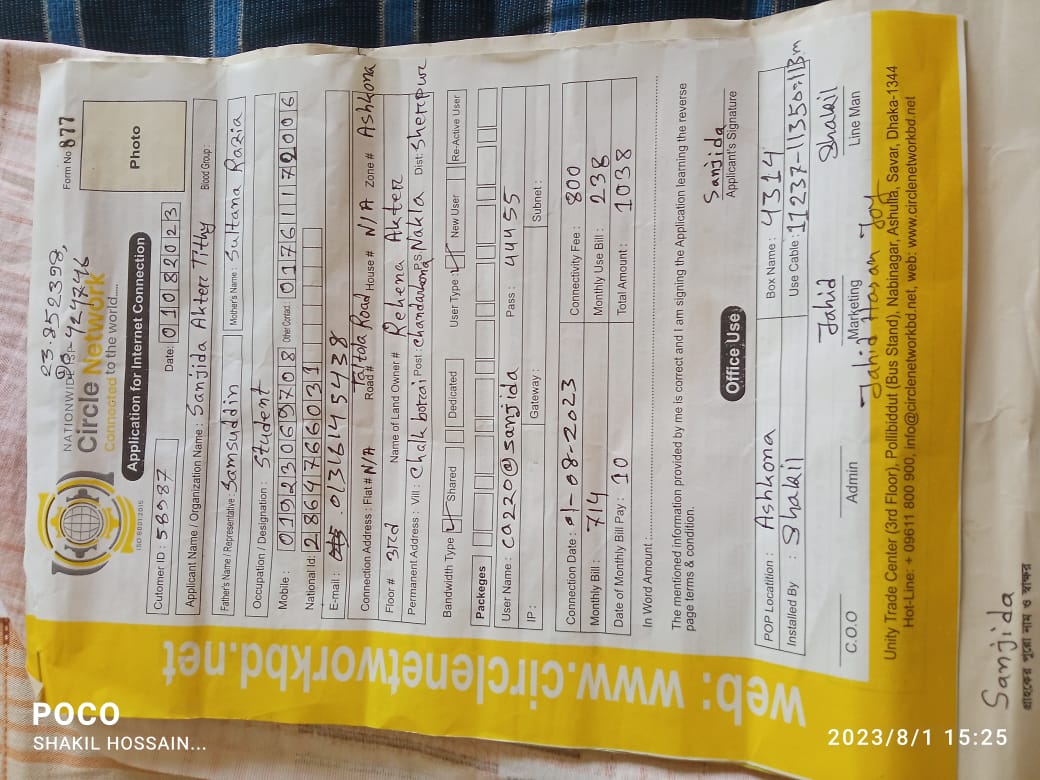 23.852398,
90.421746
Form No 877
NATIONWIDE ISP
Circle Network
Connected to the world....
ISO 9001:2015
Application for Internet Connection
Photo
Cutomer ID : 58987
Date: 01082023
Applicant Name / Organization Name : Sanjida Akter Tithy
Blood Group :
Father's Name / Representative : Samsuddin
Mother's Name : Sultana Razia
Occupation / Designation : Student
Mobile : 01923069708 Other Contact : 01761117206
National Id: 2864766031
E-mail : 01316145438
Connection Address : Flat # N/A Road # Taltola Road House # N/A Zone # Ashkona
Floor # 3rd Name of Land Owner # Rehena Akter
Permanent Address : Vill : Post: Chandrakona P.S. Nakla Dist: Sherpur
Bandwidth Type Shared Dedicated User Type : New User Re-Active User
Packeges
User Name : ca220@sanjida Pass : 44455
IP : Gateway : Subnet :
Connection Date : 01-08-2023 Connectivity Fee : 800
Monthly Bill : 714 Monthly Use Bill : 238
Date of Monthly Bill Pay : 10 Total Amount : 1038
In Word Amount :
The mentioned information provided by me is correct and I am signing the Application learning the reverse
page terms & condition.
Sanjida
Applicant's Signature
Office Use
POP Locatition : Ashkona Box Name : 4314
Installed By : Shakil Use Cable : 11237-11350=113m
Jahid Shakil
C.O.O Admin Marketing Line Man
Jahid Hasan Joy
Unity Trade Center (3rd Floor), Pollibiddut (Bus Stand), Nabinagar, Ashulia, Savar, Dhaka-1344
Hot-Line: + 09611 800 900, info@circlenetworkbd.net, web: www.circlenetworkbd.net
web: www.circlenetworkbd.net
Sanjida
গ্রাহকের পুরো নাম ও স্বাক্ষর
POCO
SHAKIL HOSSAIN...
2023/8/1 15:25